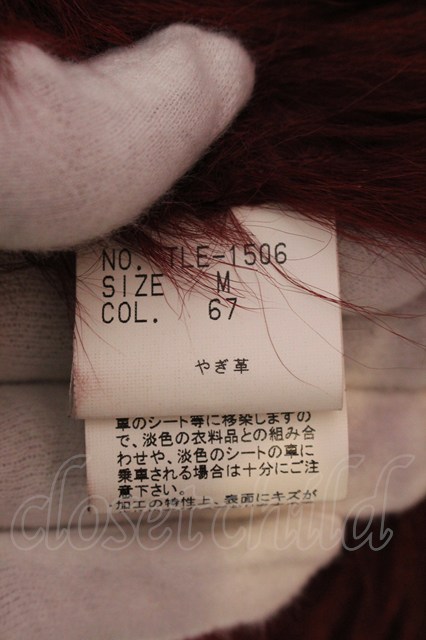 NO. TLE-1506
SIZE M
COL. 67
やぎ革
車のシート等に移染しますの
で、淡色の衣料品との組み合
わせや、淡色のシートの車に
乗車される場合は十分にご注
意下さい。
加工の特性上、表面にキズが
closet child